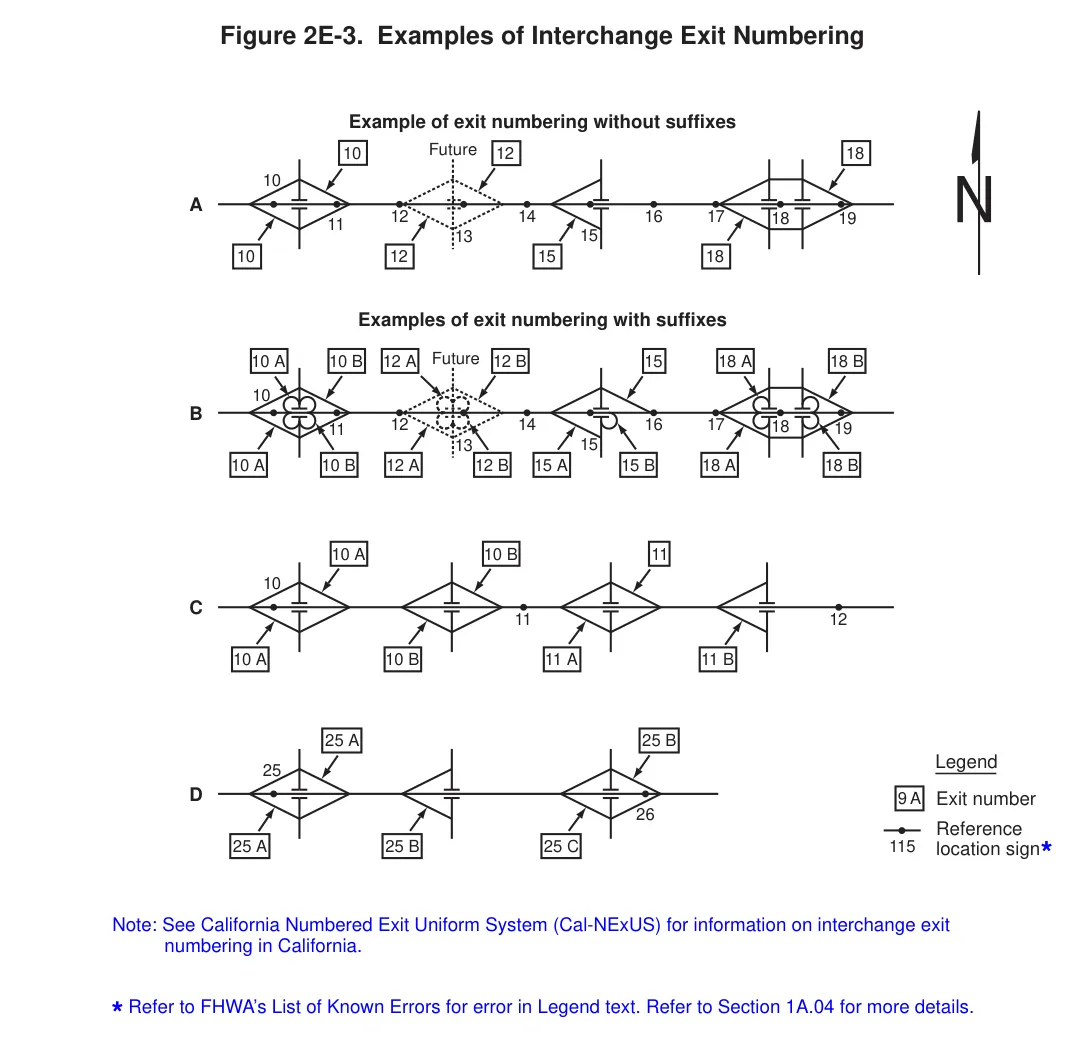 Figure 2E-3. Examples of Interchange Exit Numbering
Example of exit numbering without suffixes
Future
10
12
18
10
A
12
14
16
17
18
19
11
13
15
10
12
15
18
N
Examples of exit numbering with suffixes
10 A
10 B
12 A
Future
12 B
15
18 A
18 B
10
B
11
12
14
16
17
18
19
13
15
10 A
10 B
12 A
12 B
15 A
15 B
18 A
18 B
10 A
10 B
11
10
C
11
12
10 A
10 B
11 A
11 B
25 A
25 B
25
D
26
25 A
25 B
25 C
Legend
9 A Exit number
Reference
115 location sign*
Note: See California Numbered Exit Uniform System (Cal-NExUS) for information on interchange exit
numbering in California.
* Refer to FHWA's List of Known Errors for error in Legend text. Refer to Section 1A.04 for more details.